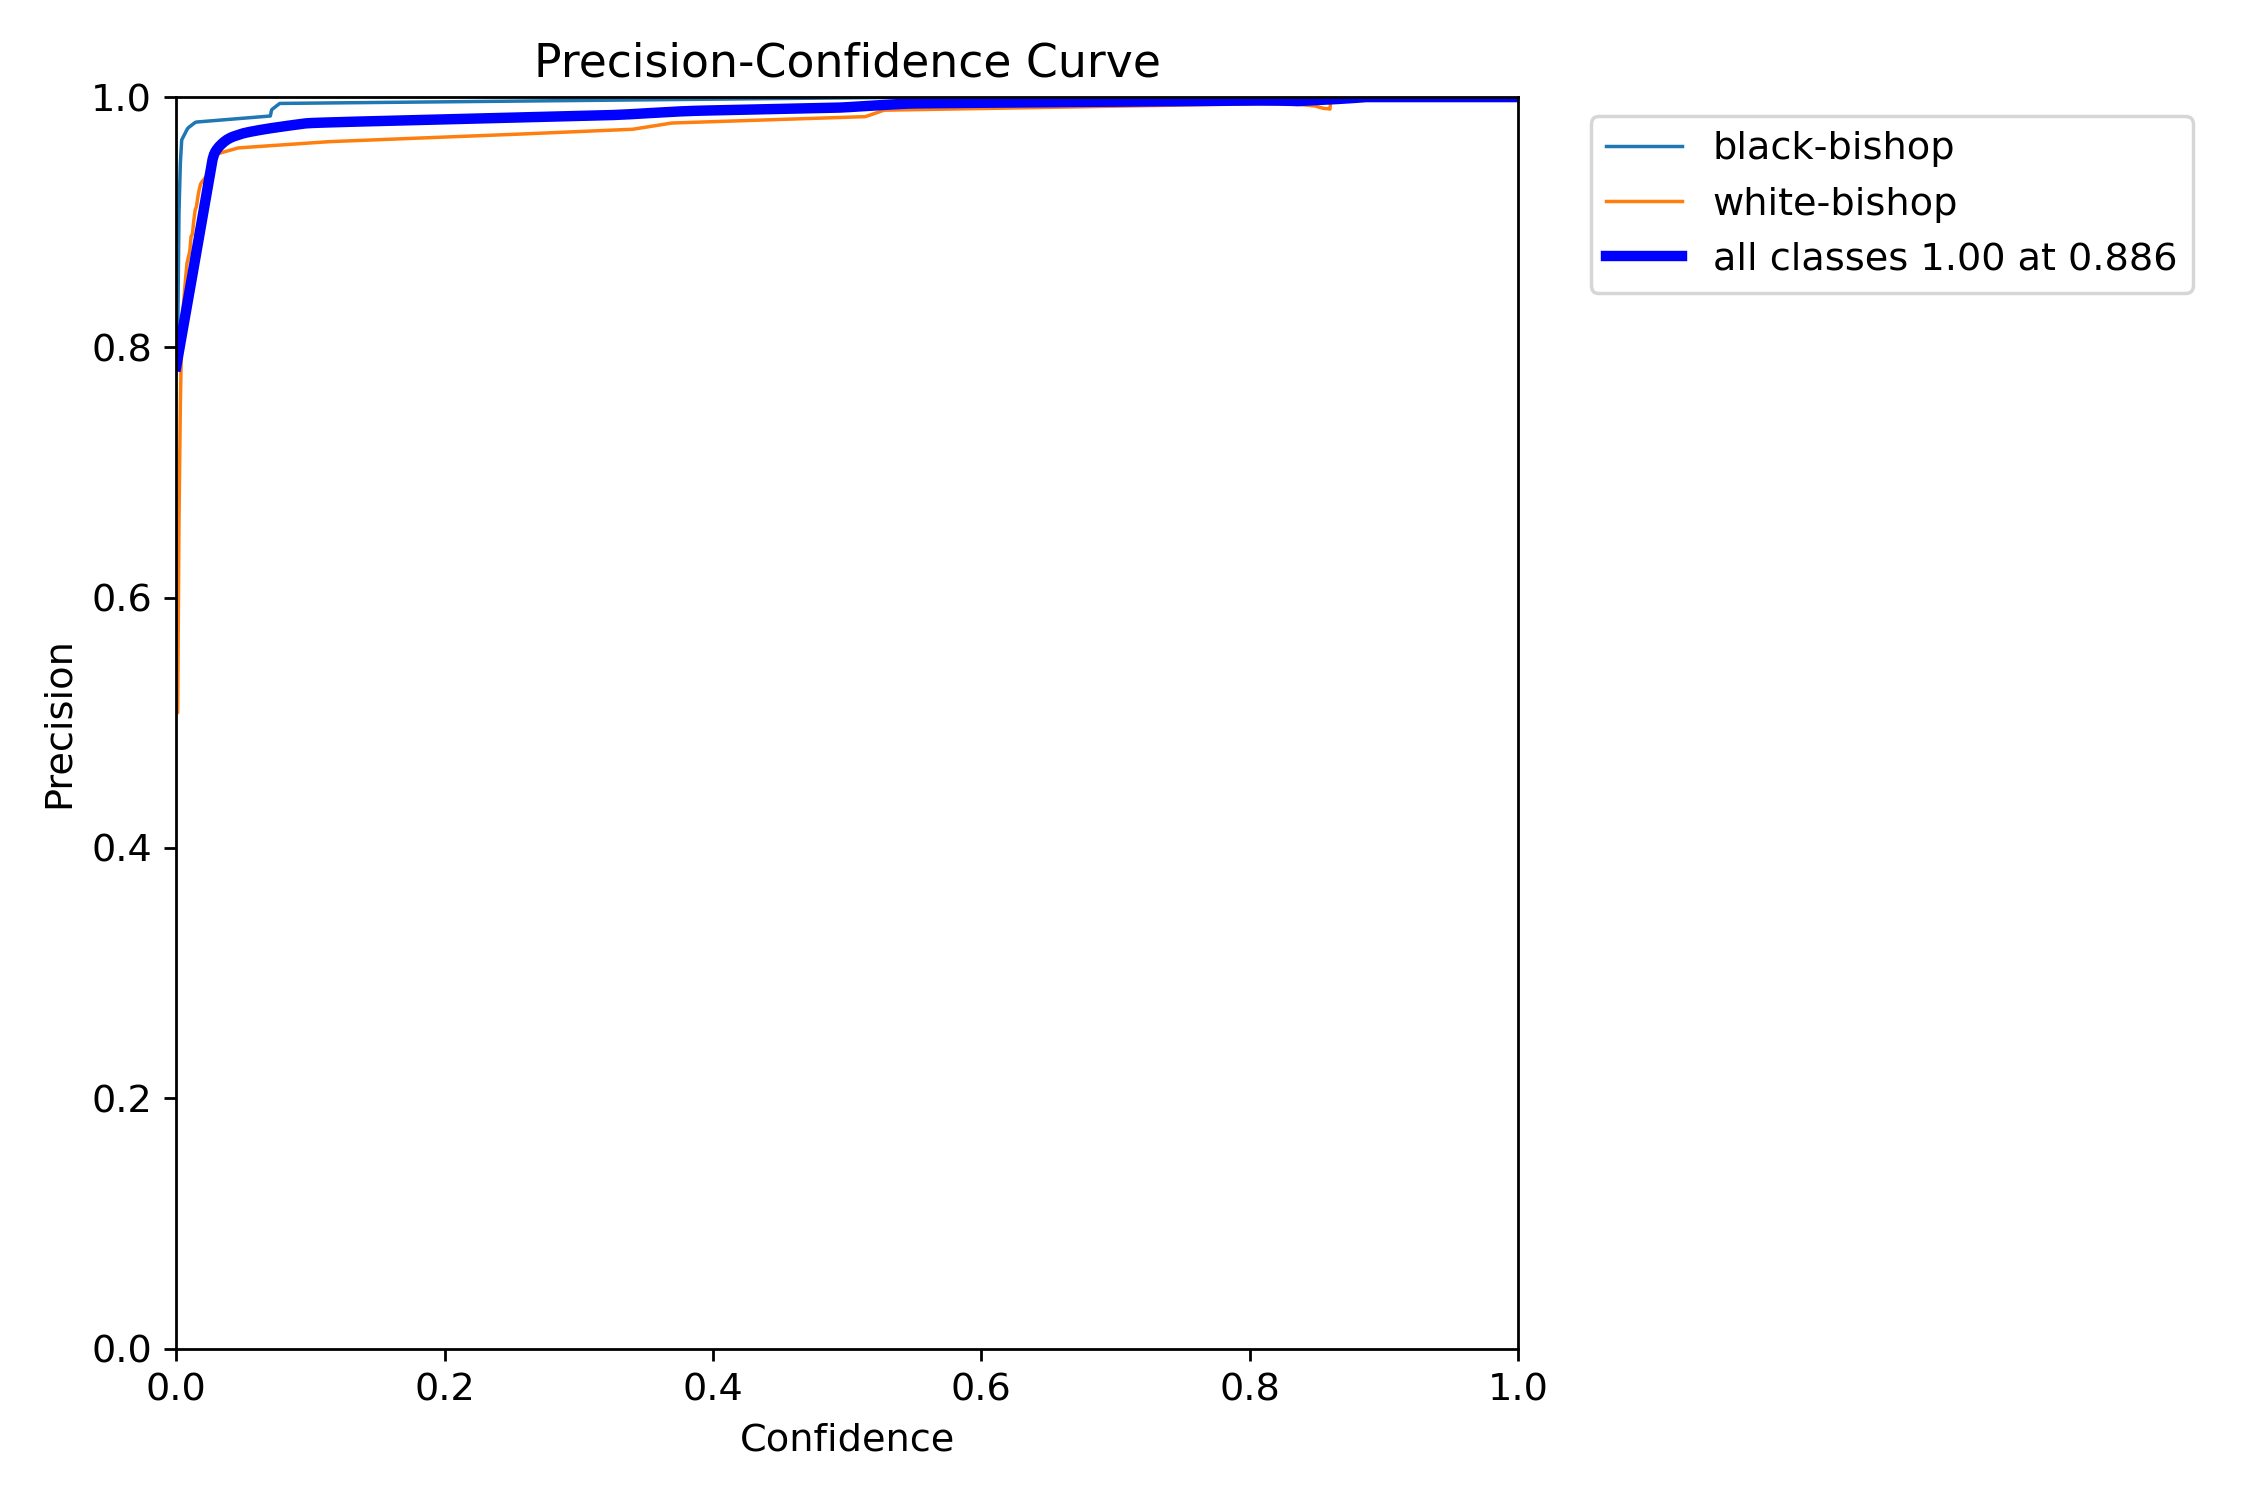 Precision-Confidence Curve
1.0
0.8
0.6
0.4
0.2
0.0
Precision
0.0 0.2 0.4 0.6 0.8 1.0
Confidence
black-bishop
white-bishop
all classes 1.00 at 0.886